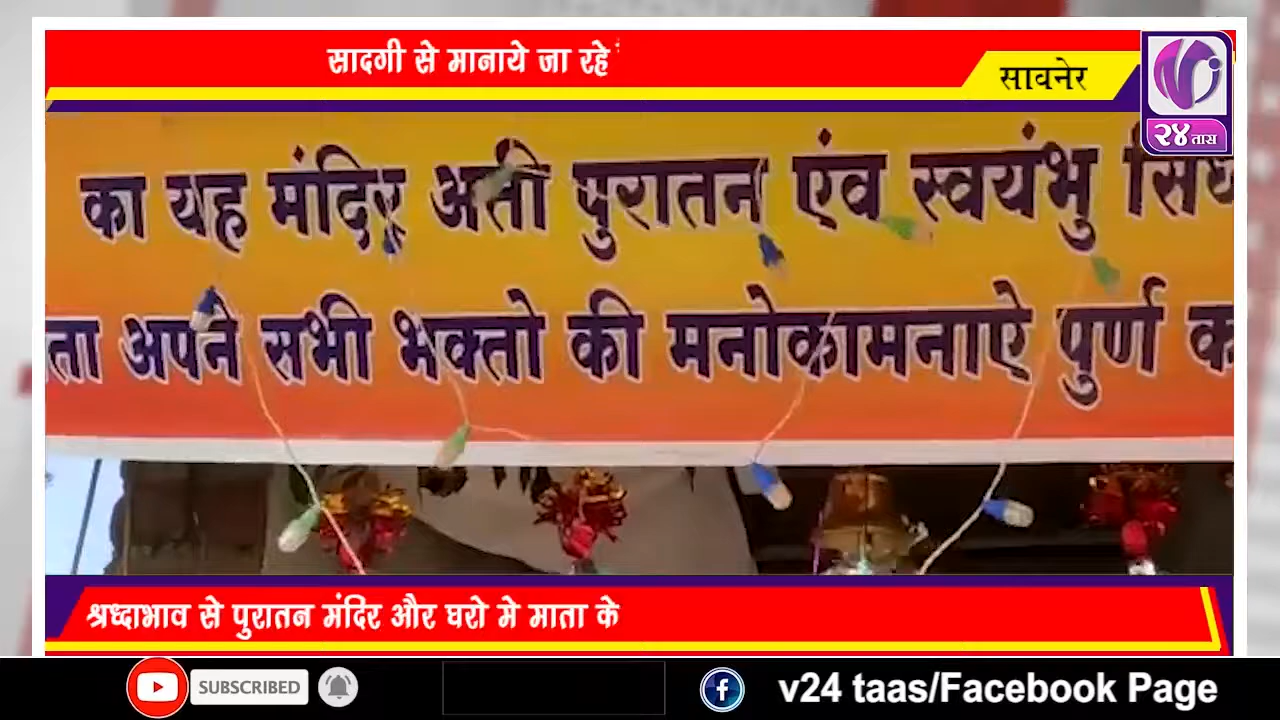 सादगी से मानाये जा रहे
सावनेर
२४ तास
का यह मंदिर अती पुरातन एंव स्वयंभु
अपने सभी भक्तो की मनोकामनाऐ पुर्ण
श्रध्दाभाव से पुरातन मंदिर और घरो मे माता के
SUBSCRIBED
v24 taas/Facebook Page